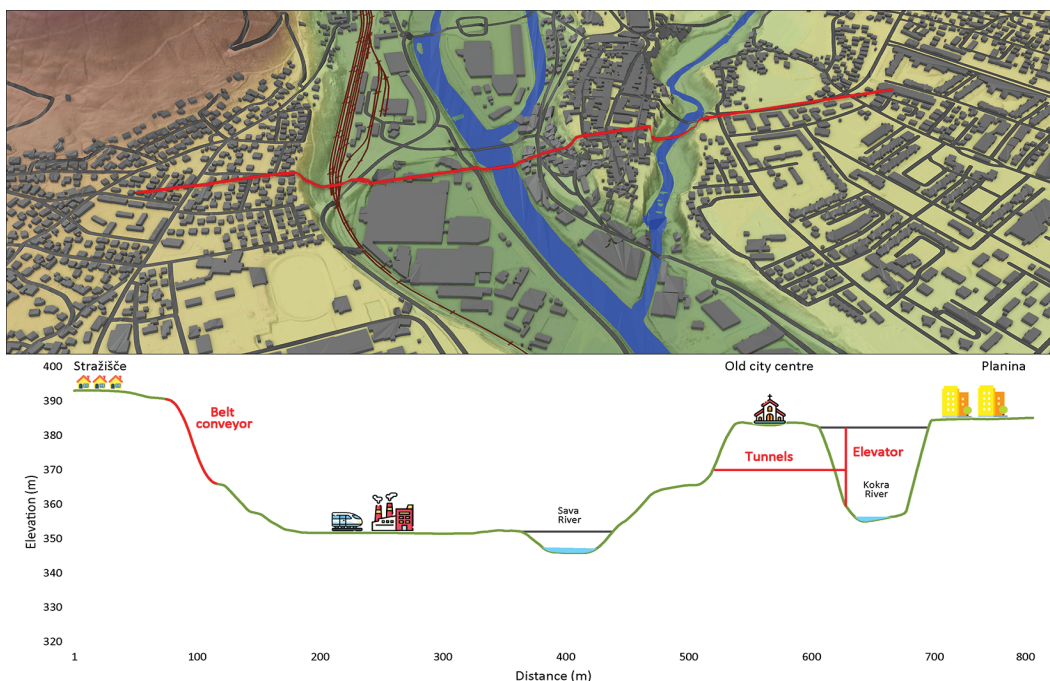 400
Stražišče
Old city centre
Planina
390
Belt
conveyor
380
Tunnels
Elevator
370
Kokra
River
360
Sava
River
350
340
330
320
Elevation (m)
1
100
200
300
400
500
600
700
800
Distance (m)